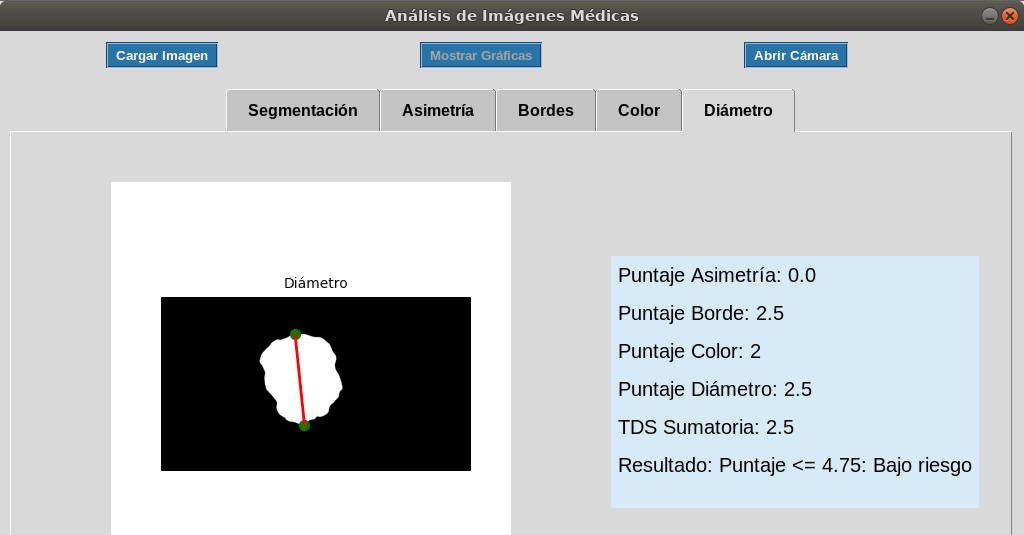 Análisis de Imágenes Médicas
Cargar Imagen
Mostrar Gráficas
Abrir Cámara
Segmentación
Asimetría
Bordes
Color
Diámetro
Diámetro
Puntaje Asimetría: 0.0
Puntaje Borde: 2.5
Puntaje Color: 2
Puntaje Diámetro: 2.5
TDS Sumatoria: 2.5
Resultado: Puntaje <= 4.75: Bajo riesgo